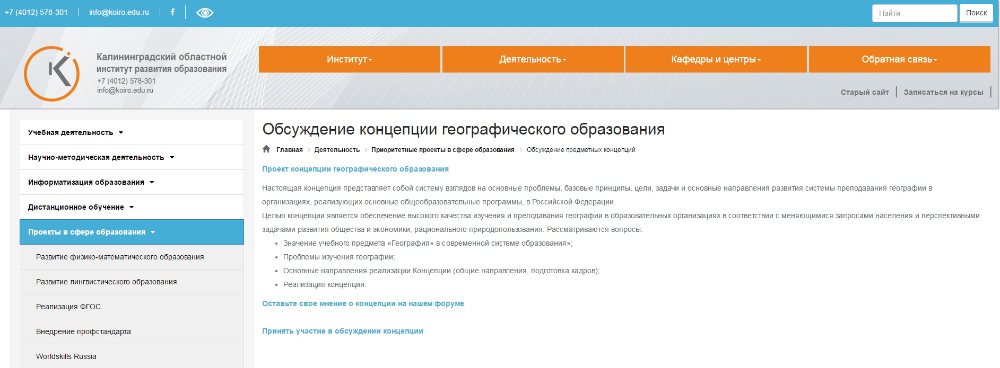 +7 (4012) 578-301
info@koiro.edu.ru
f
Найти
Поиск
K
Калининградский областной
институт развития образования
+7 (4012) 578-301
info@koiro.edu.ru
Институт
Деятельность
Кафедры и центры
Обратная связь
Старый сайт
Записаться на курсы
Учебная деятельность
Научно-методическая деятельность
Информатизация образования
Дистанционное обучение
Проекты в сфере образования
Развитие физико-математического образования
Развитие лингвистического образования
Реализация ФГОС
Внедрение профстандарта
Worldskills Russia
Обсуждение концепции географического образования
Главная > Деятельность > Приоритетные проекты в сфере образования > Обсуждение предметных концепций
Проект концепции географического образования
Настоящая концепция представляет собой систему взглядов на основные проблемы, базовые принципы, цели, задачи и основные направления развития системы преподавания географии в
организациях, реализующих основные общеобразовательные программы, в Российской Федерации.
Целью концепции является обеспечение высокого качества изучения и преподавания географии в образовательных организациях в соответствии с меняющимися запросами населения и перспективными
задачами развития общества и экономики, рационального природопользования. Рассматриваются вопросы:
• Значение учебного предмета «География» в современной системе образования»;
• Проблемы изучения географии;
• Основные направления реализации Концепции (общие направления, подготовка кадров);
• Реализация концепции.
Оставьте свое мнение о концепции на нашем форуме
Принять участие в обсуждении концепции